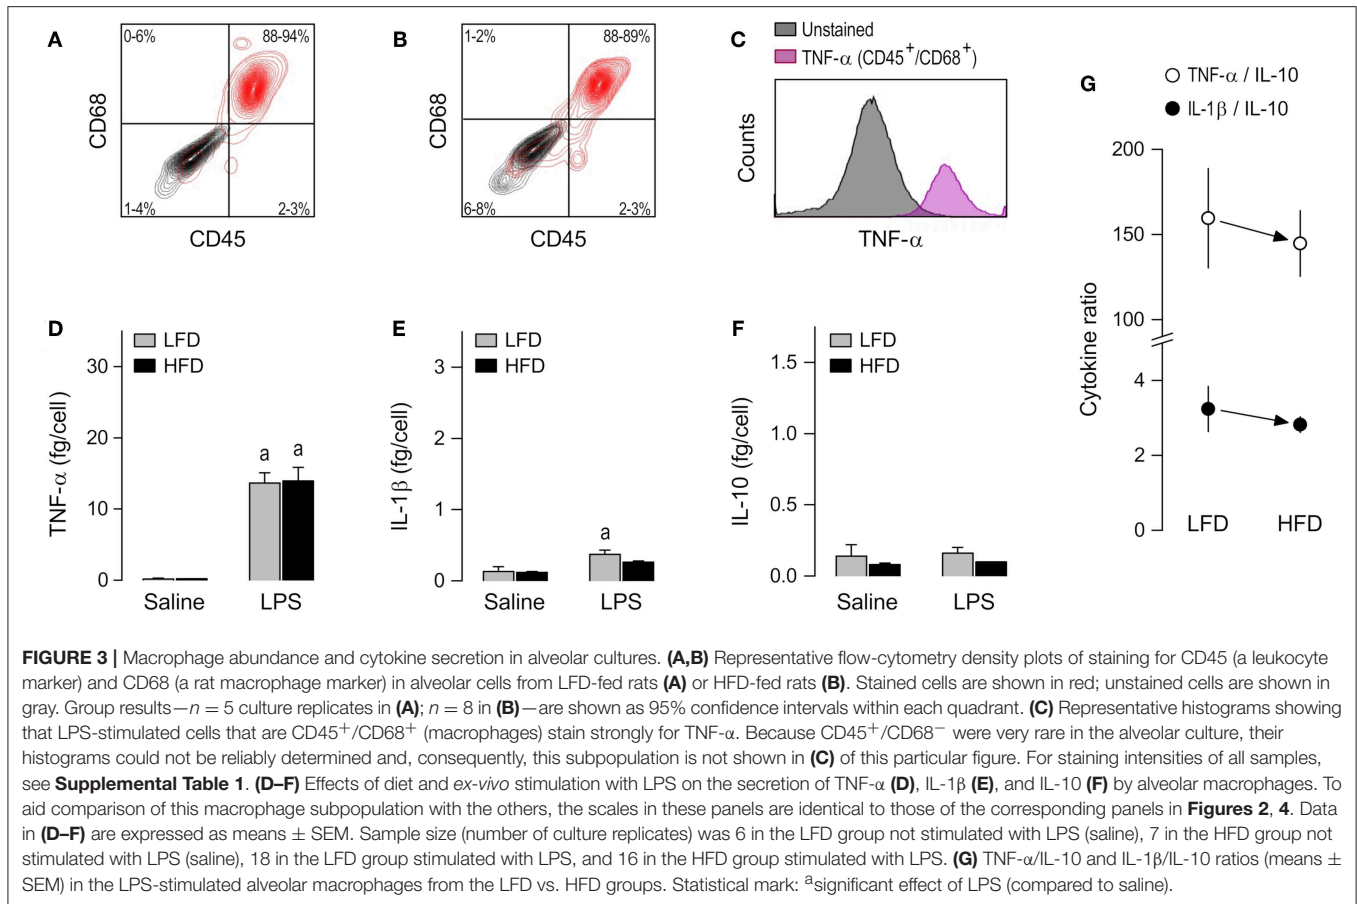 A
0-6%
88-94%
1-4%
2-3%
CD68
CD45
B
1-2%
88-89%
6-8%
2-3%
CD68
CD45
C
Unstained
TNF-α (CD45⁺/CD68⁺)
Counts
TNF-α
G
TNF-α / IL-10
IL-1β / IL-10
Cytokine ratio
200
150
100
4
2
0
LFD
HFD
D
LFD
HFD
TNF-α (fg/cell)
30
20
10
0
a
a
Saline
LPS
E
LFD
HFD
IL-1β (fg/cell)
3
2
1
0
a
Saline
LPS
F
LFD
HFD
IL-10 (fg/cell)
1.5
1.0
0.5
0.0
Saline
LPS
FIGURE 3 | Macrophage abundance and cytokine secretion in alveolar cultures. (A,B) Representative flow-cytometry density plots of staining for CD45 (a leukocyte
marker) and CD68 (a rat macrophage marker) in alveolar cells from LFD-fed rats (A) or HFD-fed rats (B). Stained cells are shown in red; unstained cells are shown in
gray. Group results—n = 5 culture replicates in (A); n = 8 in (B)—are shown as 95% confidence intervals within each quadrant. (C) Representative histograms showing
that LPS-stimulated cells that are CD45⁺/CD68⁺ (macrophages) stain strongly for TNF-α. Because CD45⁺/CD68⁻ were very rare in the alveolar culture, their
histograms could not be reliably determined and, consequently, this subpopulation is not shown in (C) of this particular figure. For staining intensities of all samples,
see Supplemental Table 1. (D–F) Effects of diet and ex-vivo stimulation with LPS on the secretion of TNF-α (D), IL-1β (E), and IL-10 (F) by alveolar macrophages. To
aid comparison of this macrophage subpopulation with the others, the scales in these panels are identical to those of the corresponding panels in Figures 2, 4. Data
in (D–F) are expressed as means ± SEM. Sample size (number of culture replicates) was 6 in the LFD group not stimulated with LPS (saline), 7 in the HFD group not
stimulated with LPS (saline), 18 in the LFD group stimulated with LPS, and 16 in the HFD group stimulated with LPS. (G) TNF-α/IL-10 and IL-1β/IL-10 ratios (means ±
SEM) in the LPS-stimulated alveolar macrophages from the LFD vs. HFD groups. Statistical mark: ᵃsignificant effect of LPS (compared to saline).